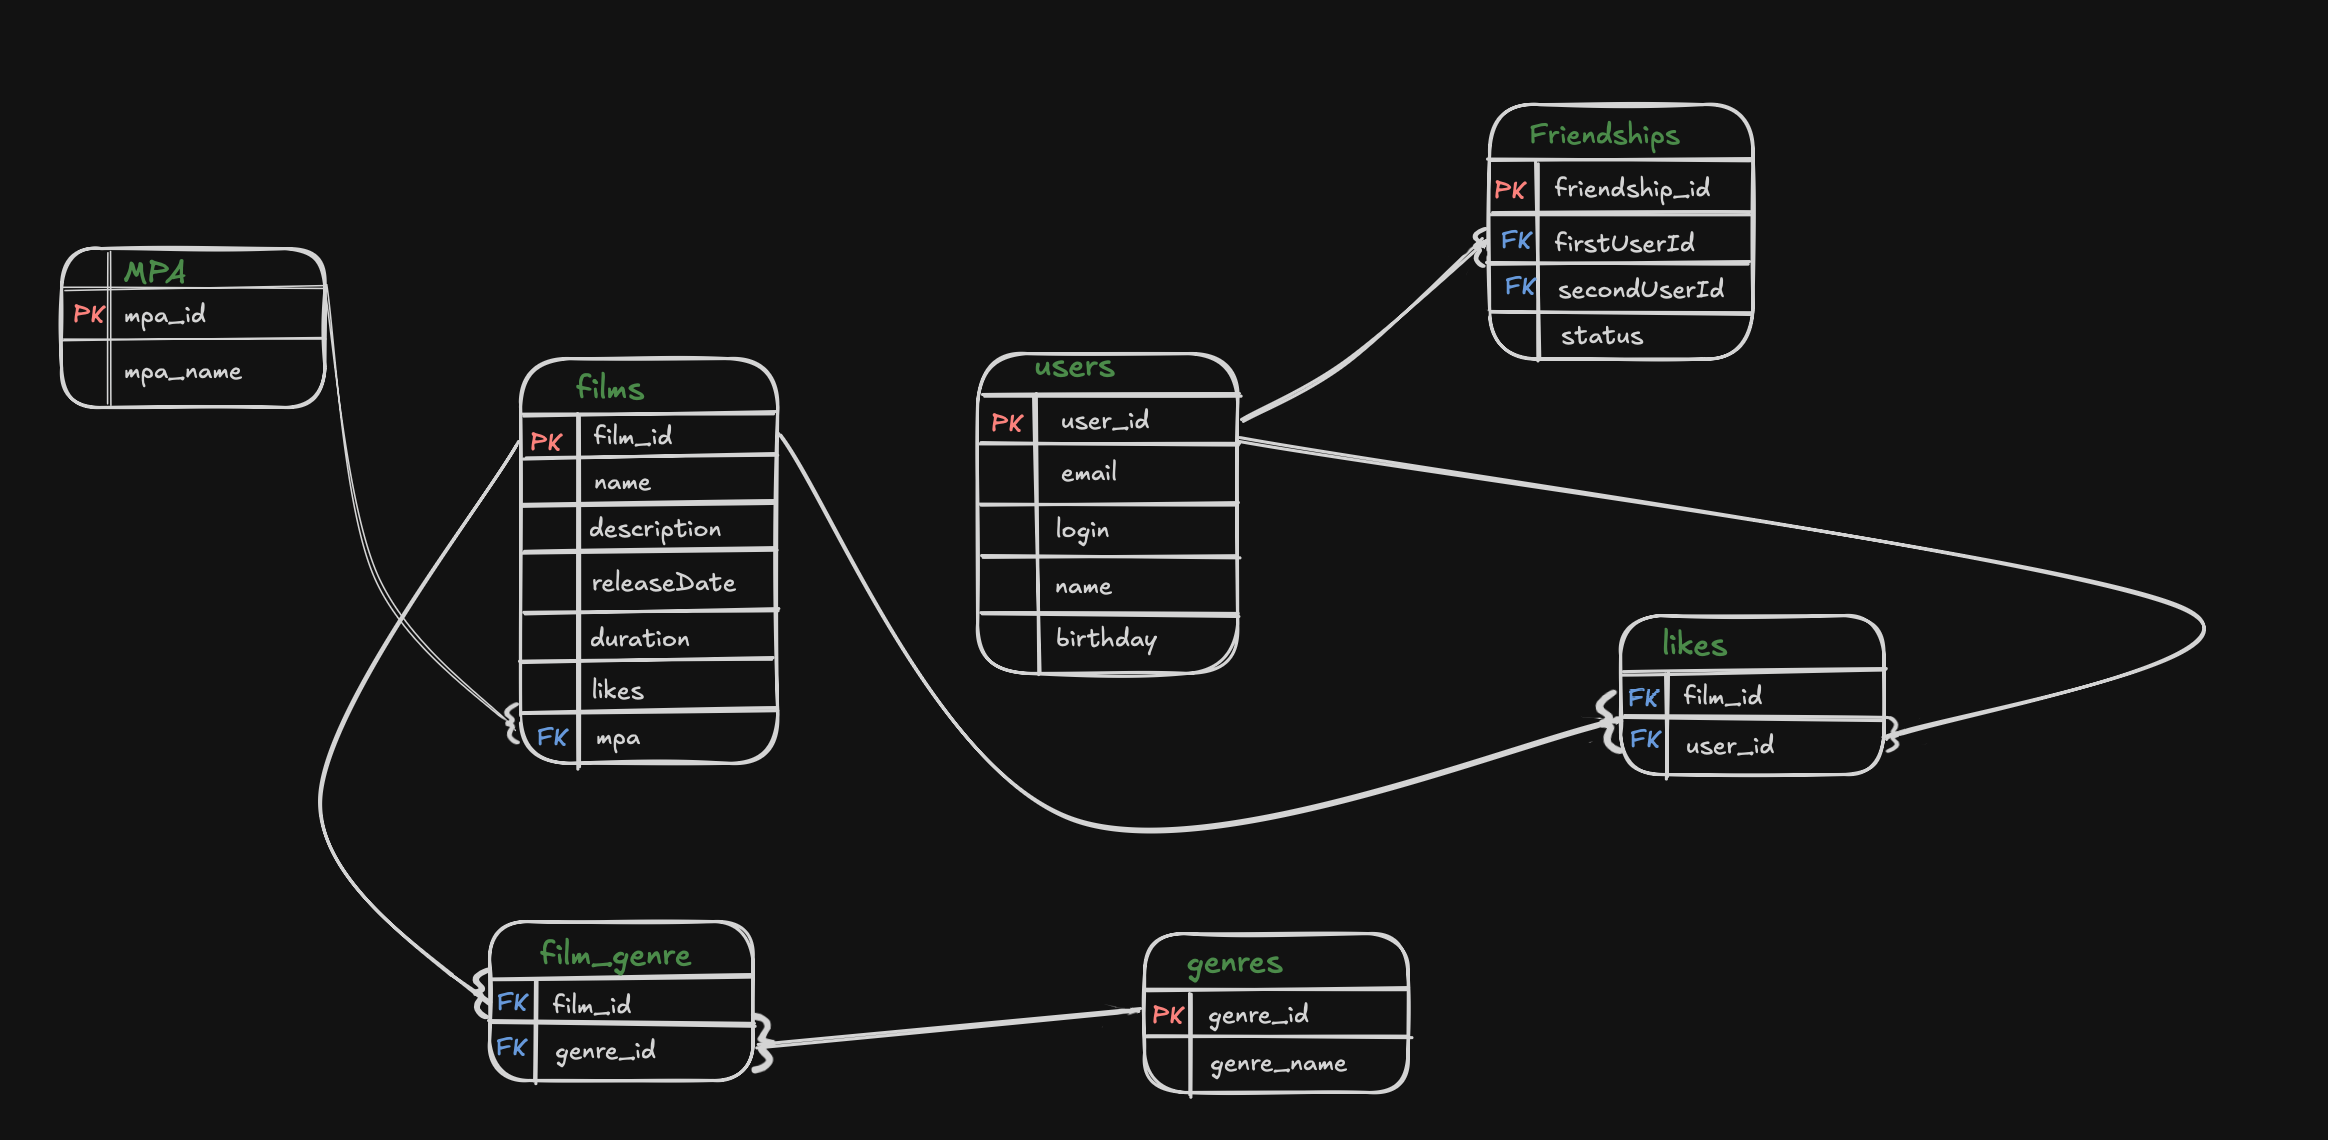 MPA
PK mpa_id
mpa_name
films
PK film_id
name
description
releaseDate
duration
likes
FK mpa
users
PK user_id
email
login
name
birthday
Friendships
PK friendship_id
FK firstUserId
FK secondUserId
status
likes
FK film_id
FK user_id
film_genre
FK film_id
FK genre_id
genres
PK genre_id
genre_name